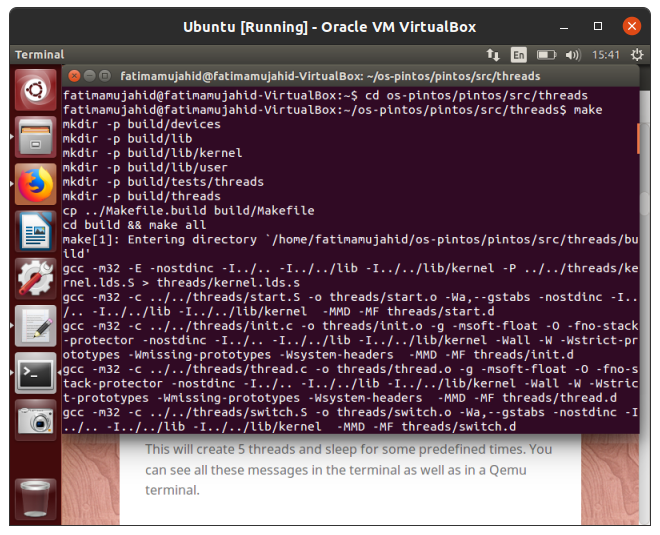 Ubuntu [Running] - Oracle VM VirtualBox
Terminal
En
15:41
fatimamujahid@fatimamujahid-VirtualBox: ~/os-pintos/pintos/src/threads
fatimamujahid@fatimamujahid-VirtualBox:~$ cd os-pintos/pintos/src/threads
fatimamujahid@fatimamujahid-VirtualBox:~/os-pintos/pintos/src/threads$ make
mkdir -p build/devices
mkdir -p build/lib
mkdir -p build/lib/kernel
mkdir -p build/lib/user
mkdir -p build/tests/threads
mkdir -p build/threads
cp ../Makefile.build build/Makefile
cd build && make all
make[1]: Entering directory `/home/fatimamujahid/os-pintos/pintos/src/threads/bu
ild'
gcc -m32 -E -nostdinc -I../.. -I../../lib -I../../lib/kernel -P ../../threads/ke
rnel.lds.S > threads/kernel.lds.s
gcc -m32 -c ../../threads/start.S -o threads/start.o -Wa,--gstabs -nostdinc -I..
/.. -I../../lib -I../../lib/kernel  -MMD -MF threads/start.d
gcc -m32 -c ../../threads/init.c -o threads/init.o -g -msoft-float -O -fno-stack
-protector -nostdinc -I../.. -I../../lib -I../../lib/kernel -Wall -W -Wstrict-pr
ototypes -Wmissing-prototypes -Wsystem-headers  -MMD -MF threads/init.d
gcc -m32 -c ../../threads/thread.c -o threads/thread.o -g -msoft-float -O -fno-s
tack-protector -nostdinc -I../.. -I../../lib -I../../lib/kernel -Wall -W -Wstric
t-prototypes -Wmissing-prototypes -Wsystem-headers  -MMD -MF threads/thread.d
gcc -m32 -c ../../threads/switch.S -o threads/switch.o -Wa,--gstabs -nostdinc -I
../.. -I../../lib -I../../lib/kernel  -MMD -MF threads/switch.d
This will create 5 threads and sleep for some predefined times. You
can see all these messages in the terminal as well as in a Qemu
terminal.